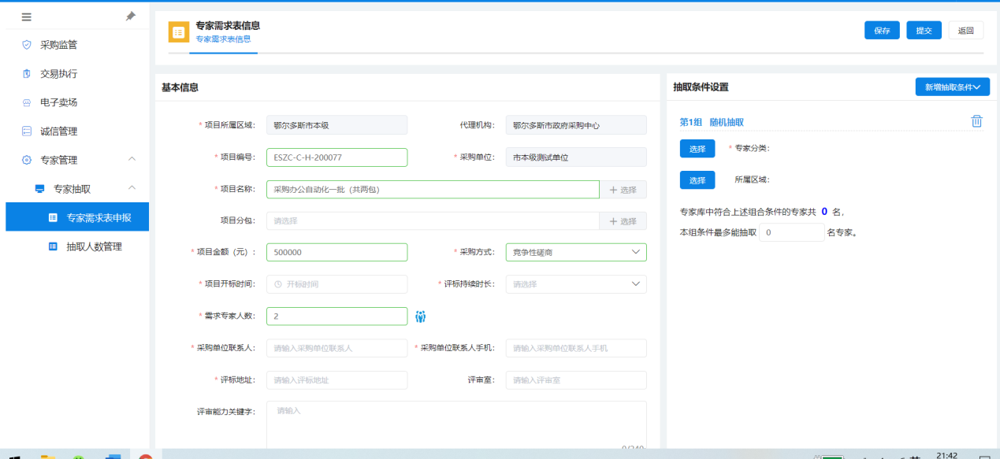 采购监管
交易执行
电子卖场
诚信管理
专家管理
专家抽取
专家需求表申报
抽取人数管理
专家需求表信息
专家需求表信息
保存 提交 返回
基本信息
* 项目所属区域： 鄂尔多斯市本级 代理机构： 鄂尔多斯市政府采购中心
* 项目编号： ESZC-C-H-200077 * 采购单位： 市本级测试单位
* 项目名称： 采购办公自动化一批（共两包） 选择
项目分包： 请选择 选择
* 项目金额（元）： 500000 * 采购方式： 竞争性磋商
* 项目开标时间： 开标时间 * 评标持续时长： 请选择
* 需求专家人数： 2
* 采购单位联系人： 请输入采购单位联系人 * 采购单位联系人手机： 请输入采购单位联系人手机
* 评标地址： 请输入评标地址 评审室： 请输入评审室
评审能力关键字： 请输入
抽取条件设置 新增抽取条件
第1组 随机抽取
选择 * 专家分类：
选择 所属区域：
专家库中符合上述组合条件的专家共 0 名，
本组条件最多能抽取 0 名专家。
21:42